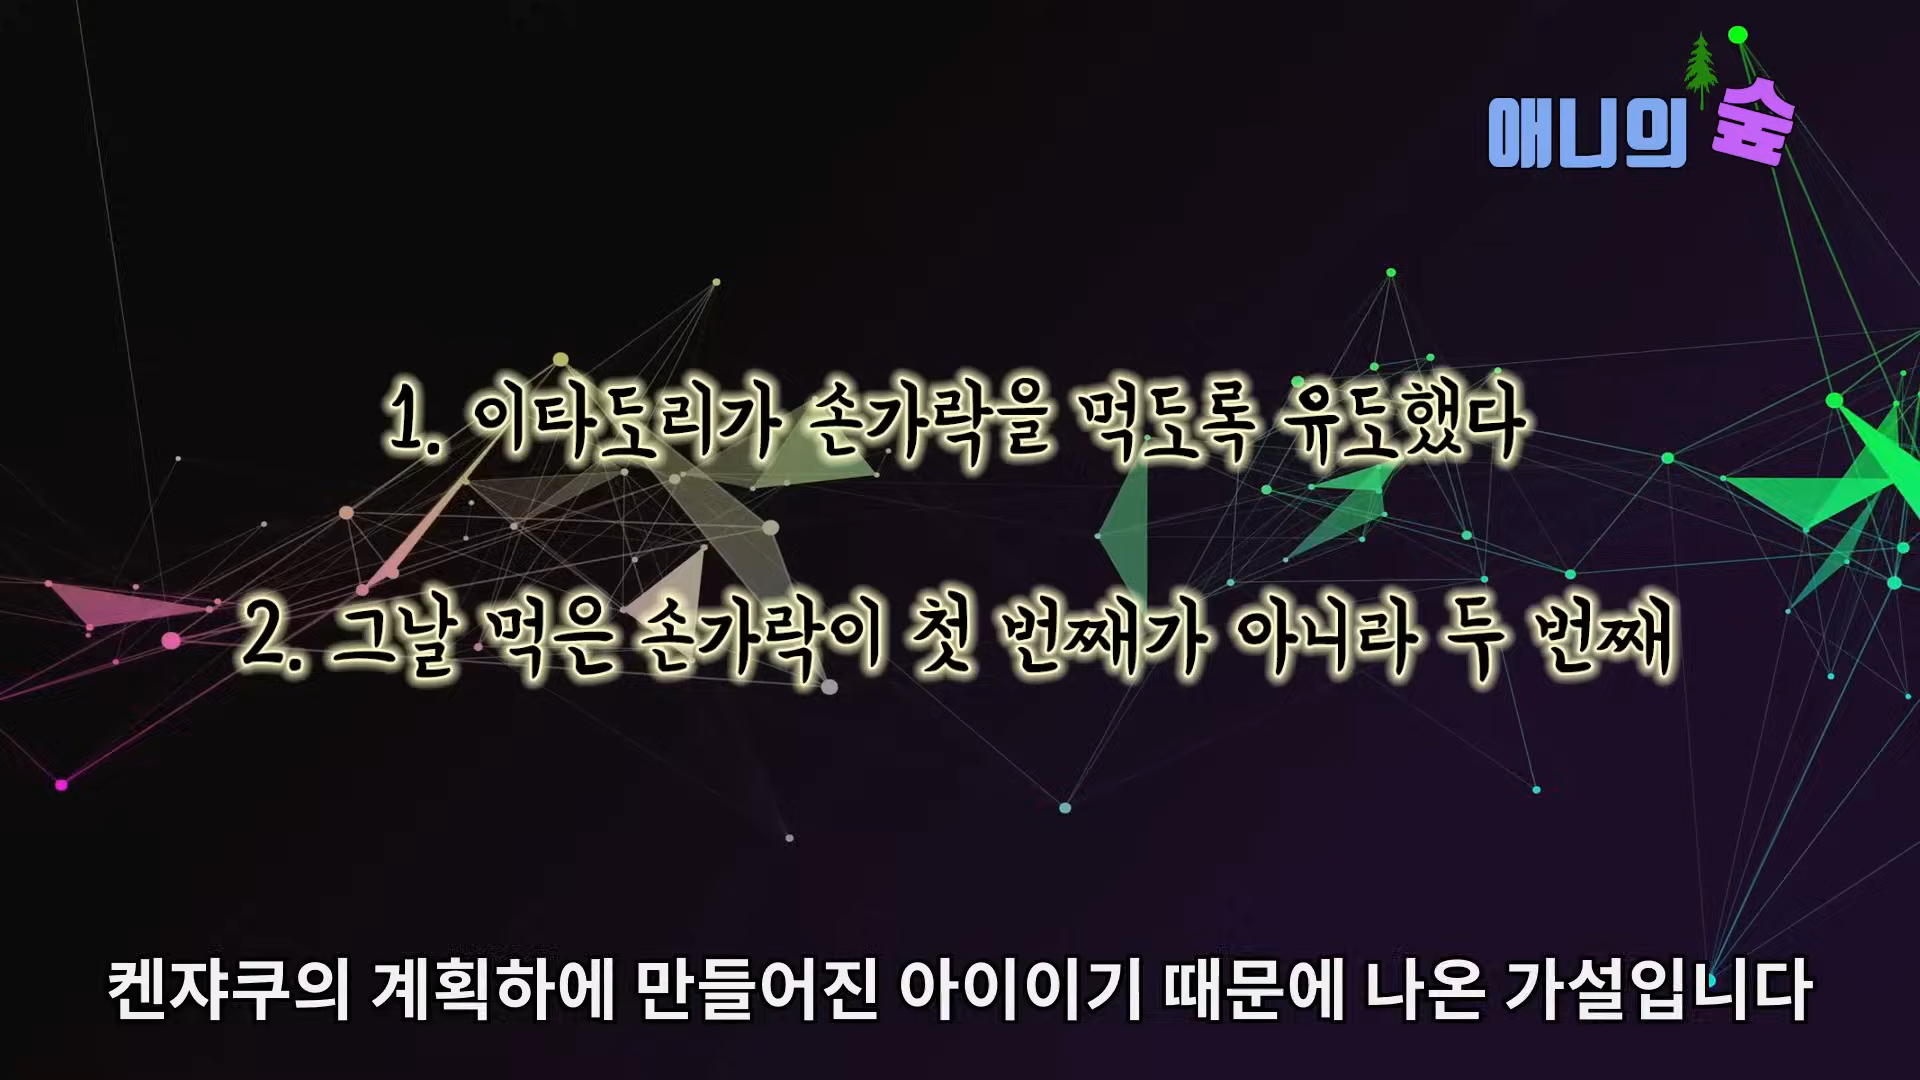 애니의 숲
1. 이타도리가 손가락을 먹도록 유도했다
2. 그날 먹은 손가락이 첫 번째가 아니라 두 번째
켄쟈쿠의 계획하에 만들어진 아이이기 때문에 나온 가설입니다